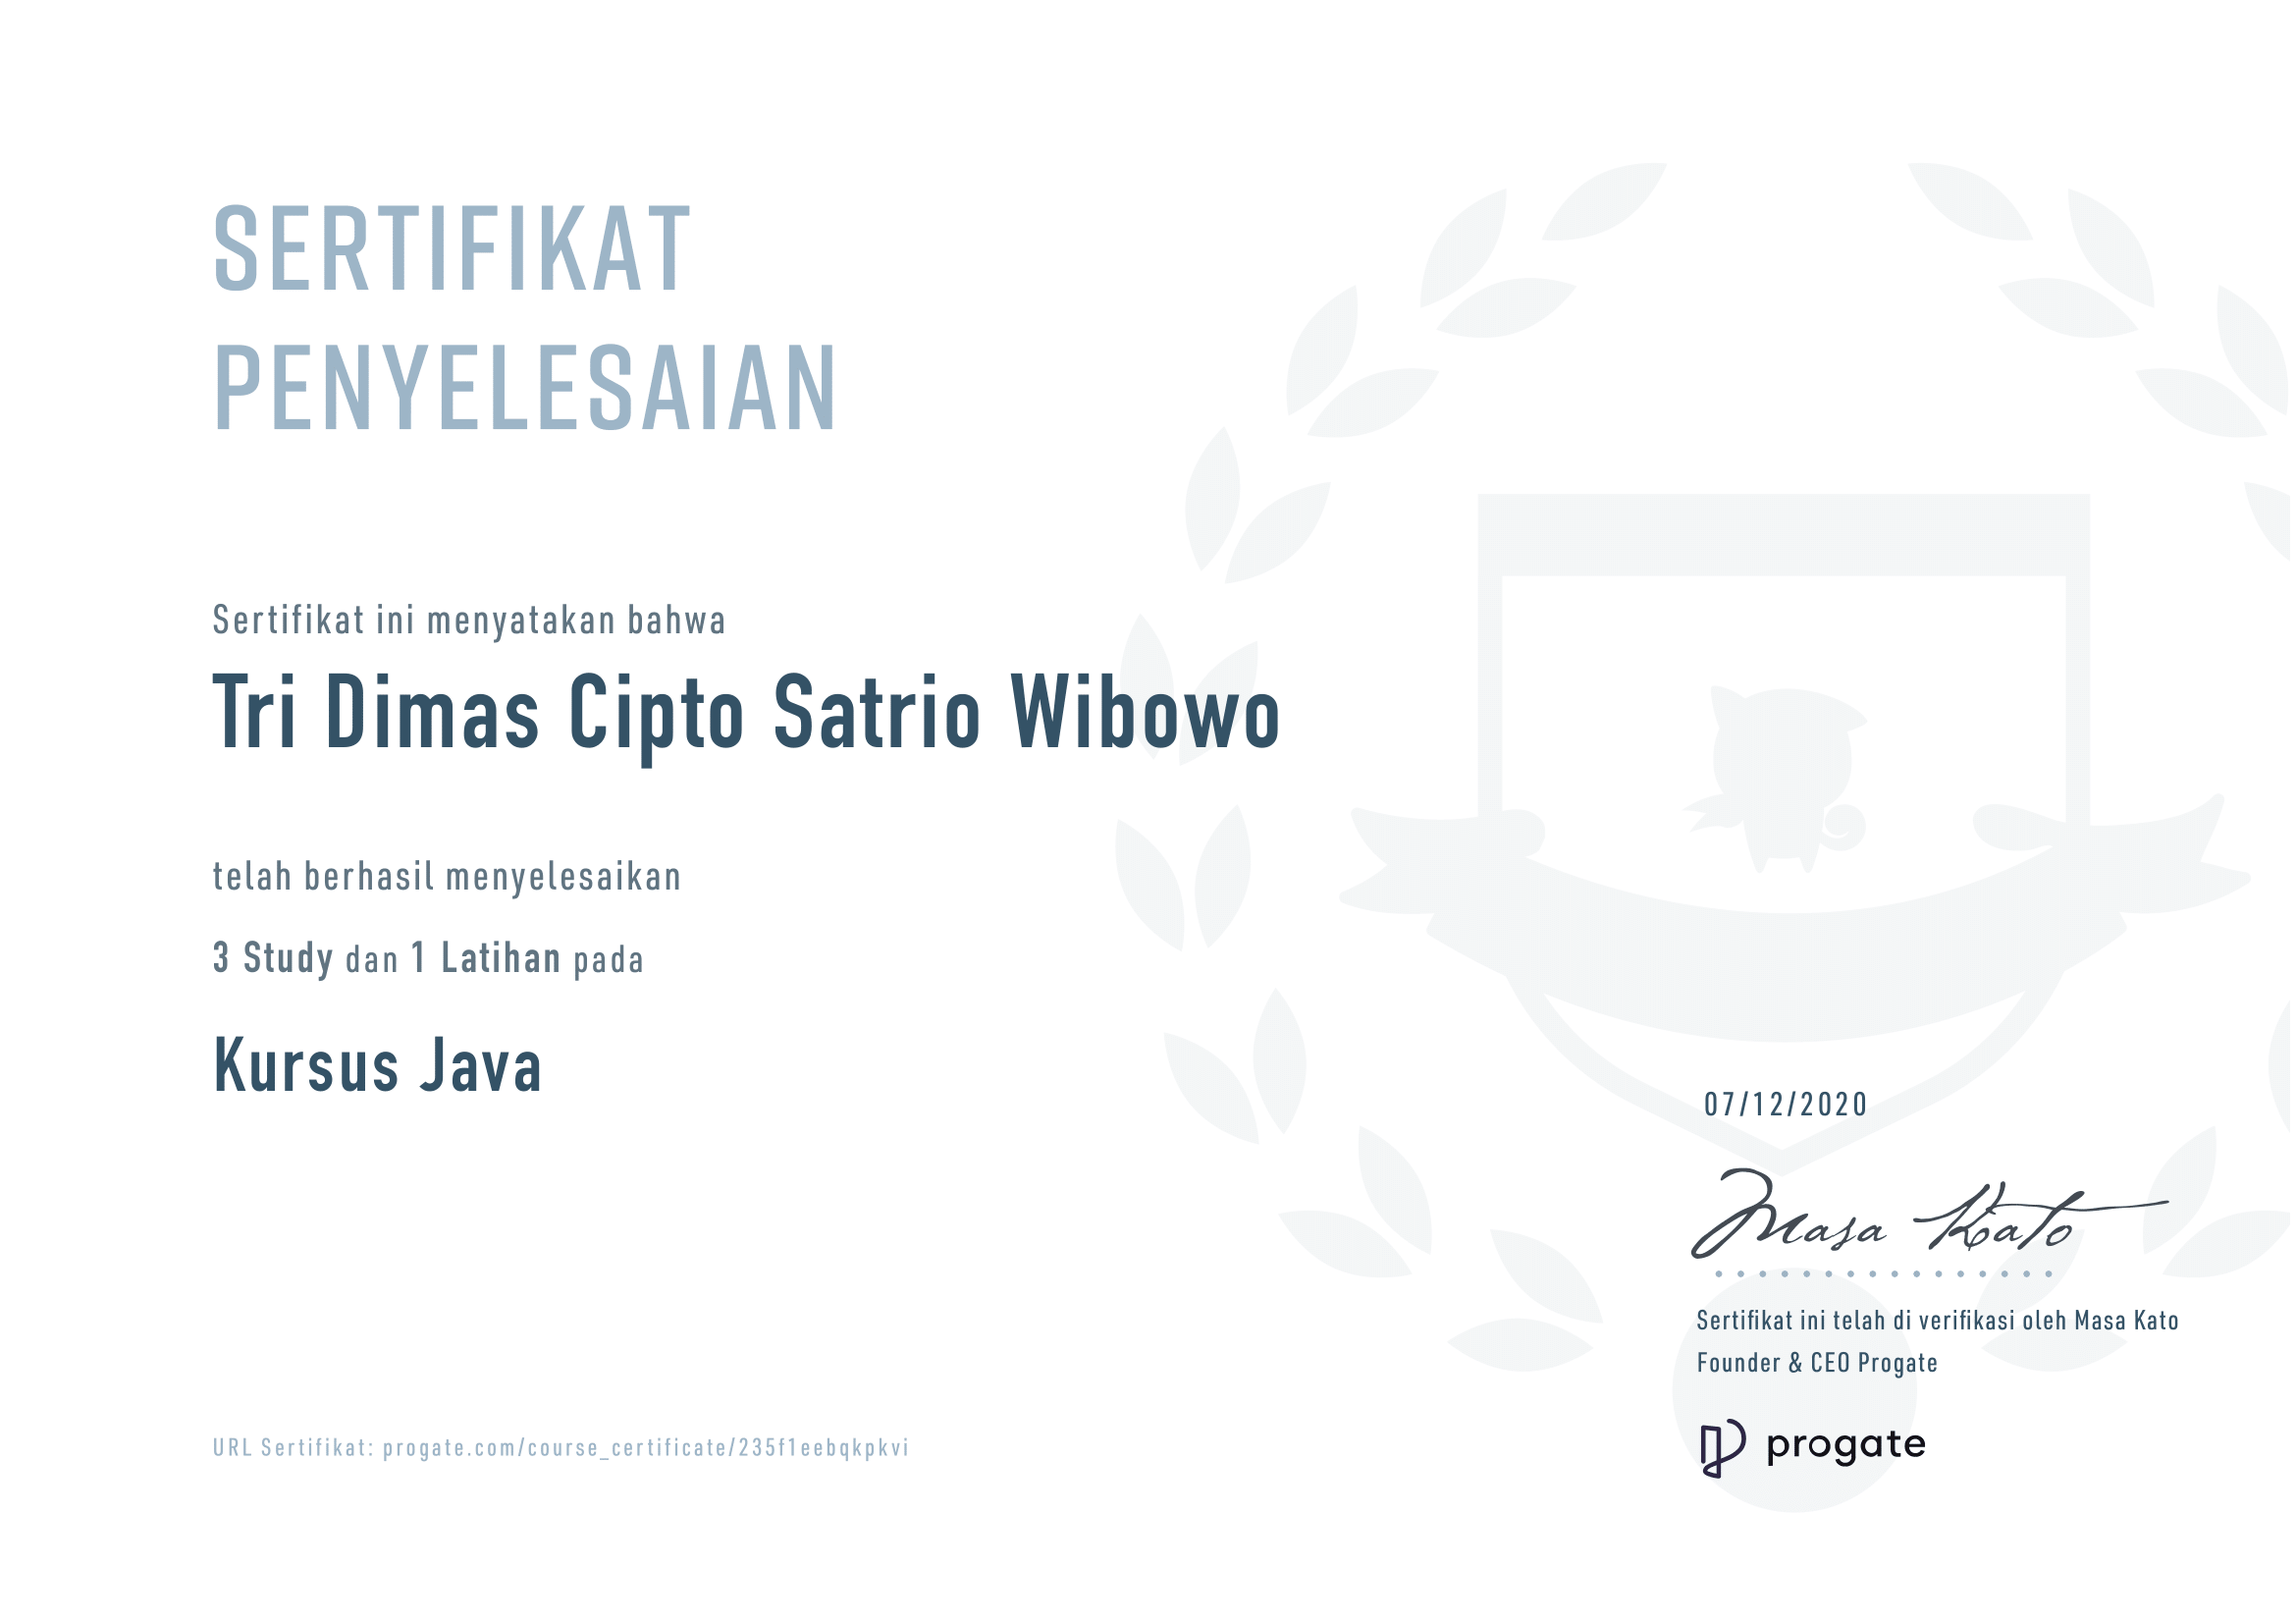 SERTIFIKAT
PENYELESAIAN
Sertifikat ini menyatakan bahwa
Tri Dimas Cipto Satrio Wibowo
telah berhasil menyelesaikan
3 Study dan 1 Latihan pada
Kursus Java
07/12/2020
Masa Kato
Sertifikat ini telah di verifikasi oleh Masa Kato
Founder & CEO Progate
progate
URL Sertifikat: progate.com/course_certificate/235f1eebqkpkvi